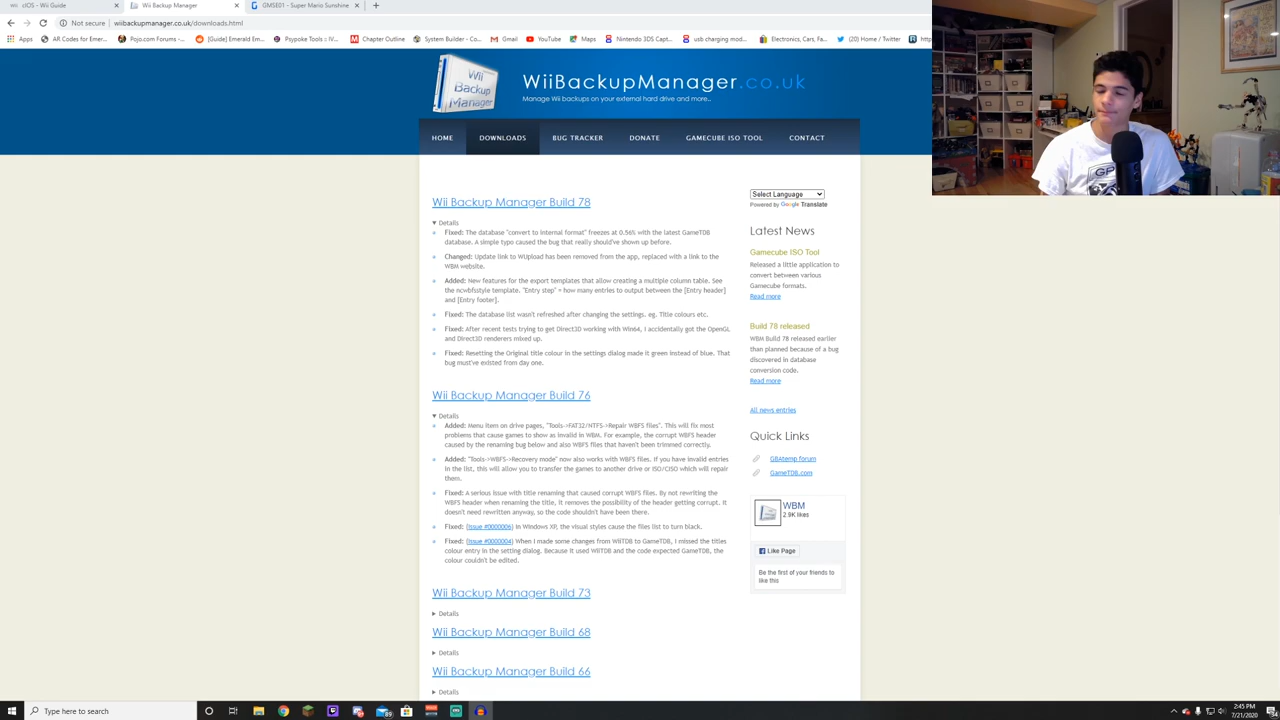 cIOS - Wii Guide
Wii Backup Manager
GMSE01 - Super Mario Sunshine
Not secure
wiibackupmanager.co.uk/downloads.html
Apps
AR Codes for Emer...
Pojo.com Forums -...
[Guide] Emerald Em...
Psypoke Tools :: IV...
Chapter Outline
System Builder - Co...
Gmail
YouTube
Maps
Nintendo 3DS Capt...
usb charging mod...
Electronics, Cars, Fa...
(20) Home / Twitter
Wii
Backup
Manager
WiiBackupManager.co.uk
Manage Wii backups on your external hard drive and more..
HOME
DOWNLOADS
BUG TRACKER
DONATE
GAMECUBE ISO TOOL
CONTACT
Wii Backup Manager Build 78
Details
Fixed: The database "convert to internal format" freezes at 0.56% with the latest GameTDB
database. A simple typo caused the bug that really should've shown up before.
Changed: Update link to WUpload has been removed from the app, replaced with a link to the
WBM website.
Added: New features for the export templates that allow creating a multiple column table. See
the ncwbfsstyle template. "Entry step" = how many entries to output between the [Entry header]
and [Entry footer].
Fixed: The database list wasn't refreshed after changing the settings. eg. Title colours etc.
Fixed: After recent tests trying to get Direct3D working with Win64, I accidentally got the OpenGL
and Direct3D renderers mixed up.
Fixed: Resetting the Original title colour in the settings dialog made it green instead of blue. That
bug must've existed from day one.
Wii Backup Manager Build 76
Details
Added: Menu item on drive pages, "Tools->FAT32/NTFS->Repair WBFS files". This will fix most
problems that cause games to show as invalid in WBM. For example, the corrupt WBFS header
caused by the renaming bug below and also WBFS files that haven't been trimmed correctly.
Added: "Tools->WBFS->Recovery mode" now also works with WBFS files. If you have invalid entries
in the list, this will allow you to transfer the games to another drive or ISO/CISO which will repair
them.
Fixed: A serious issue with title renaming that caused corrupt WBFS files. By not rewriting the
WBFS header when renaming the title, it removes the possibility of the header getting corrupt. It
doesn't need rewritten anyway, so the code shouldn't have been there.
Fixed: (Issue #0000006) In Windows XP, the visual styles cause the files list to turn black.
Fixed: (Issue #0000004) When I made some changes from WiiTDB to GameTDB, I missed the titles
colour entry in the setting dialog. Because it used WiiTDB and the code expected GameTDB, the
colour couldn't be edited.
Wii Backup Manager Build 73
Details
Wii Backup Manager Build 68
Details
Wii Backup Manager Build 66
Details
Select Language
Powered by Google Translate
Latest News
Gamecube ISO Tool
Released a little application to
convert between various
Gamecube formats.
Read more
Build 78 released
WBM Build 78 released earlier
than planned because of a bug
discovered in database
conversion code.
Read more
All news entries
Quick Links
GBAtemp forum
GameTDB.com
WBM
2.9K likes
Like Page
Be the first of your friends to
like this
GP
Type here to search
89
2:45 PM
7/21/2020